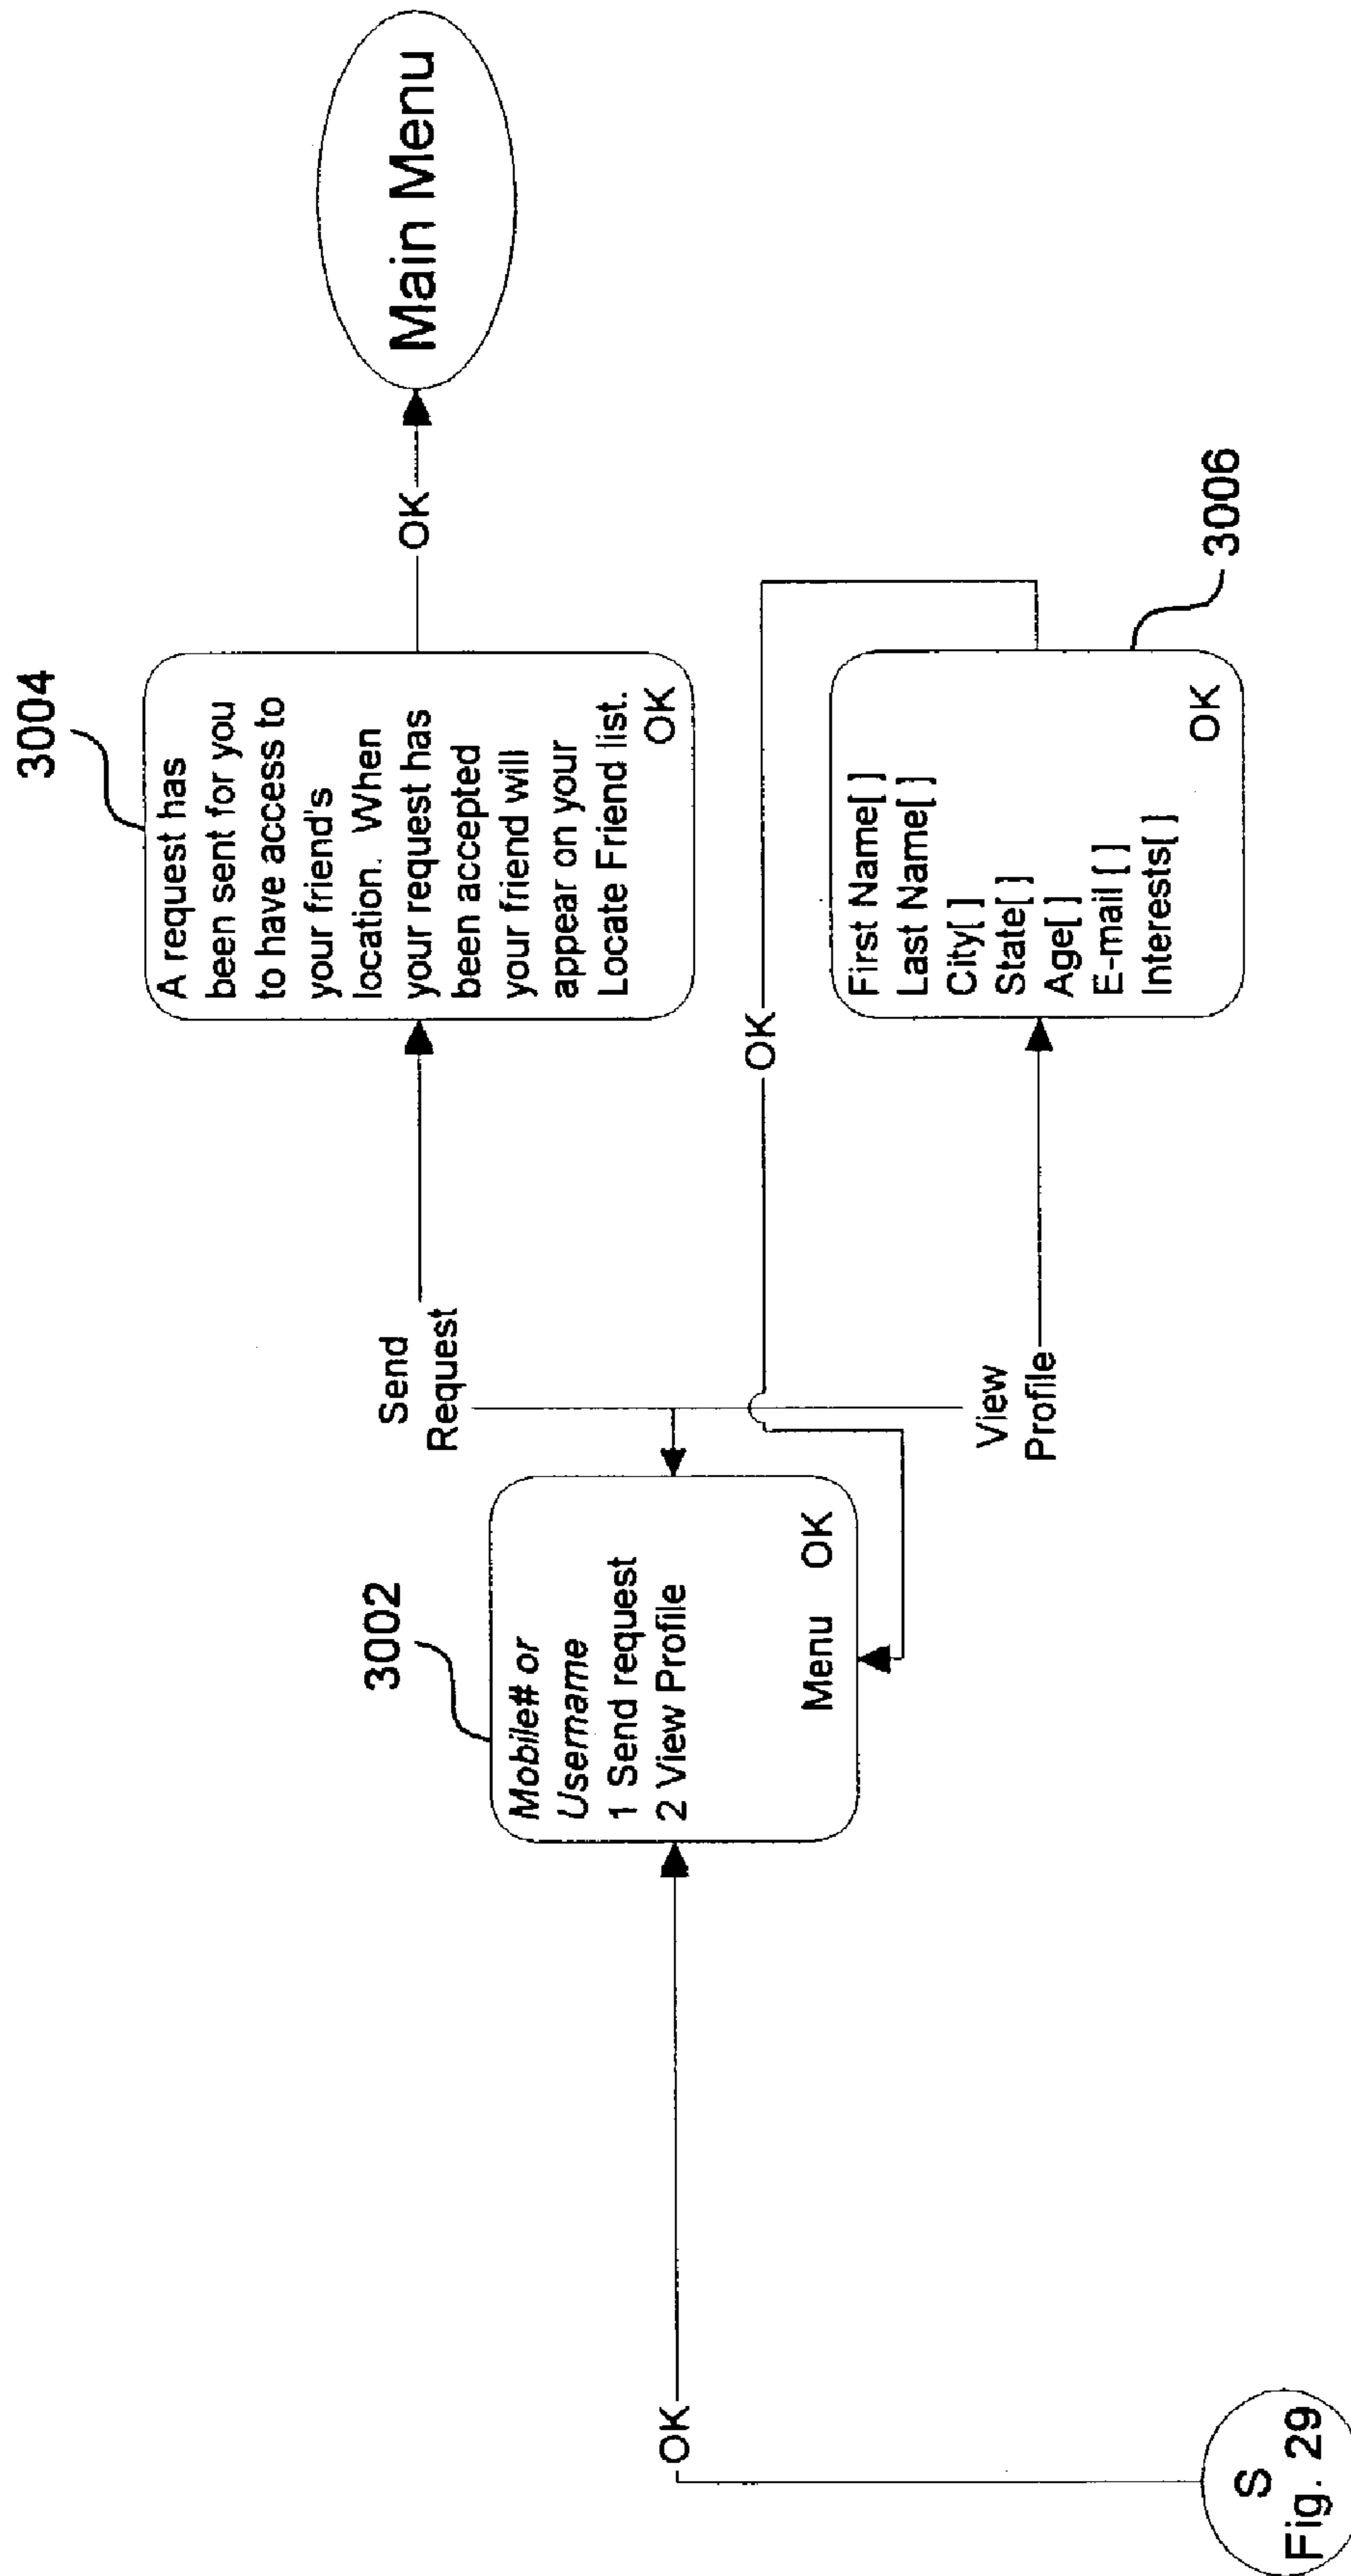 S
Fig. 29
OK
3002
Mobile# or
Username
1 Send request
2 View Profile
Menu OK
Send
Request
View
Profile
3004
A request has
been sent for you
to have access to
your friend's
location. When
your request has
been accepted
your friend will
appear on your
Locate Friend list.
OK
OK
Main Menu
OK
First Name[ ]
Last Name[ ]
City[ ]
State[ ]
Age[ ]
E-mail [ ]
Interests[ ]
OK
3006